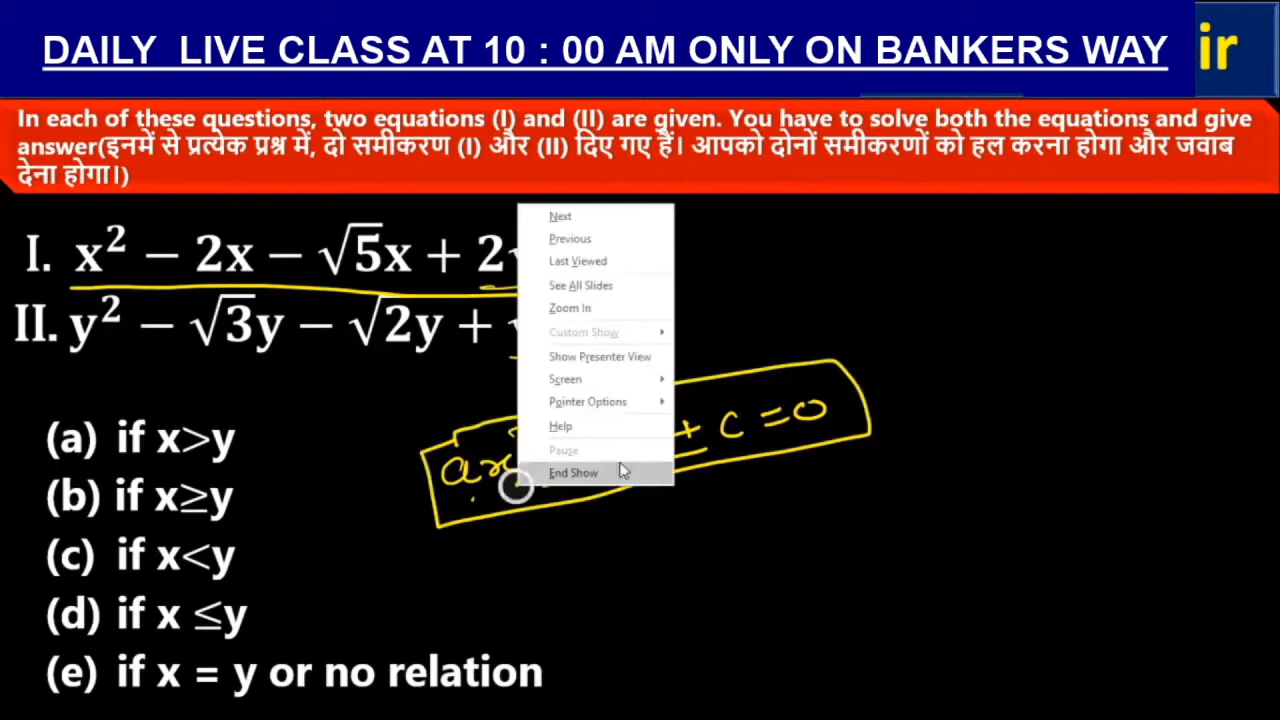 DAILY LIVE CLASS AT 10 : 00 AM ONLY ON BANKERS WAY
ir
In each of these questions, two equations (I) and (II) are given. You have to solve both the equations and give
answer(इनमें से प्रत्येक प्रश्न में, दो समीकरण (I) और (II) दिए गए हैं। आपको दोनों समीकरणों को हल करना होगा और जवाब
देना होगा।)
I. x² − 2x − √5x + 2
II. y² − √3y − √2y +
Next
Previous
Last Viewed
See All Slides
Zoom In
Custom Show
Show Presenter View
Screen
Pointer Options
Help
Pause
End Show
+ c = 0
(a) if x>y
(b) if x≥y
(c) if x<y
(d) if x ≤y
(e) if x = y or no relation